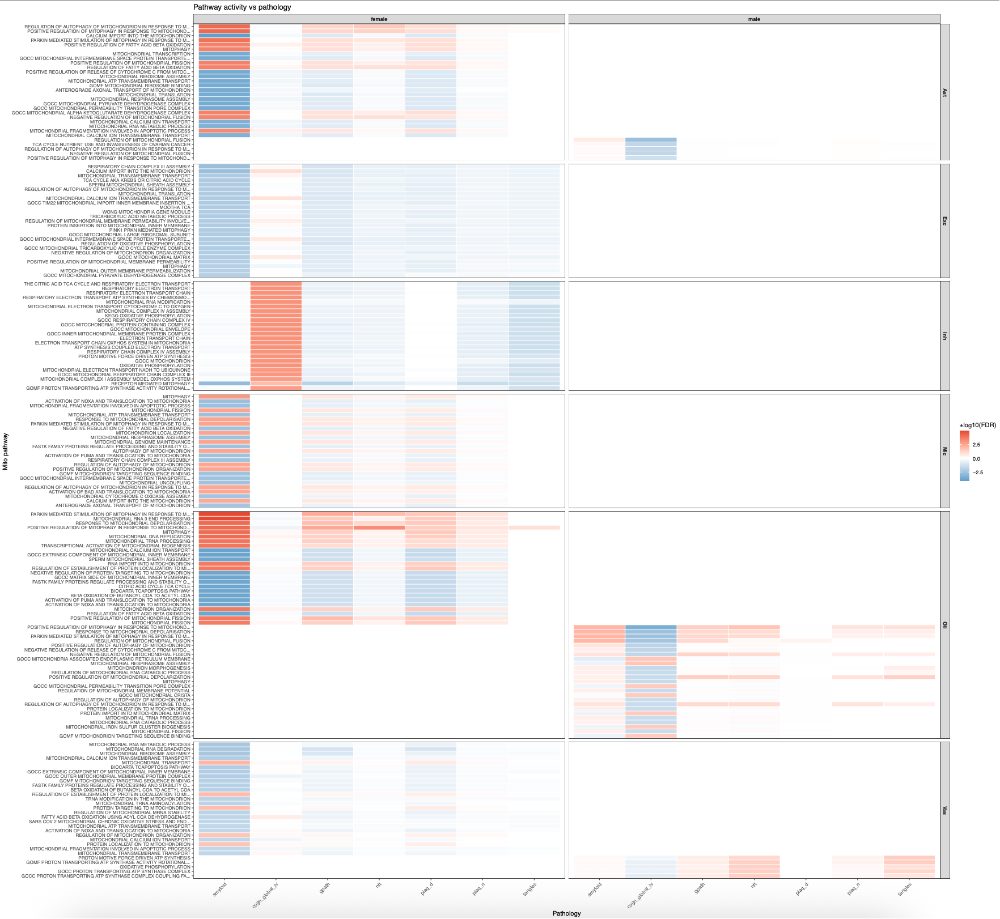 Pathway activity vs pathology
female
male
REGULATION OF AUTOPHAGY OF MITOCHONDRION IN RESPONSE TO M...
POSITIVE REGULATION OF MITOPHAGY IN RESPONSE TO MITOCHOND...
CALCIUM IMPORT INTO THE MITOCHONDRION
PARKIN MEDIATED STIMULATION OF MITOPHAGY IN RESPONSE TO M...
POSITIVE REGULATION OF FATTY ACID BETA OXIDATION
MITOPHAGY
MITOCHONDRIAL TRANSCRIPTION
GOCC MITOCHONDRIAL INTERMEMBRANE SPACE PROTEIN TRANSPORTE...
POSITIVE REGULATION OF MITOCHONDRIAL FISSION
REGULATION OF FATTY ACID BETA OXIDATION
POSITIVE REGULATION OF RELEASE OF CYTOCHROME C FROM MITOC...
MITOCHONDRIAL RIBOSOME ASSEMBLY
MITOCHONDRIAL ATP TRANSMEMBRANE TRANSPORT
GOMF MITOCHONDRIAL RIBOSOME BINDING
ANTEROGRADE AXONAL TRANSPORT OF MITOCHONDRION
MITOCHONDRIAL TRANSLATION
MITOCHONDRIAL RESPIRASOME ASSEMBLY
GOCC MITOCHONDRIAL PYRUVATE DEHYDROGENASE COMPLEX
GOCC MITOCHONDRIAL PERMEABILITY TRANSITION PORE COMPLEX
GOCC MITOCHONDRIAL ALPHA KETOGLUTARATE DEHYDROGENASE COMPLEX
NEGATIVE REGULATION OF MITOCHONDRIAL FUSION
MITOCHONDRIAL CALCIUM ION TRANSPORT
MITOCHONDRIAL RNA METABOLIC PROCESS
MITOCHONDRIAL FRAGMENTATION INVOLVED IN APOPTOTIC PROCESS
MITOCHONDRIAL CALCIUM ION TRANSMEMBRANE TRANSPORT
REGULATION OF MITOCHONDRIAL FUSION
TCA CYCLE NUTRIENT USE AND INVASIVENESS OF OVARIAN CANCER
REGULATION OF AUTOPHAGY OF MITOCHONDRION IN RESPONSE TO M...
NEGATIVE REGULATION OF MITOCHONDRIAL FUSION
POSITIVE REGULATION OF MITOPHAGY IN RESPONSE TO MITOCHOND...
Ast
RESPIRATORY CHAIN COMPLEX III ASSEMBLY
CALCIUM IMPORT INTO THE MITOCHONDRION
MITOCHONDRIAL TRANSMEMBRANE TRANSPORT
TCA CYCLE AKA KREBS OR CITRIC ACID CYCLE
SPERM MITOCHONDRIAL SHEATH ASSEMBLY
REGULATION OF AUTOPHAGY OF MITOCHONDRION IN RESPONSE TO M...
MITOCHONDRIAL TRANSLATION
MITOCHONDRIAL CALCIUM ION TRANSMEMBRANE TRANSPORT
GOCC TIM22 MITOCHONDRIAL IMPORT INNER MEMBRANE INSERTION ...
MOOTHA TCA
WONG MITOCHONDRIA GENE MODULE
TRICARBOXYLIC ACID METABOLIC PROCESS
REGULATION OF MITOCHONDRIAL MEMBRANE PERMEABILITY INVOLVE...
PROTEIN INSERTION INTO MITOCHONDRIAL INNER MEMBRANE
PINK1 PRKN MEDIATED MITOPHAGY
GOCC MITOCHONDRIAL LARGE RIBOSOMAL SUBUNIT
GOCC MITOCHONDRIAL INTERMEMBRANE SPACE PROTEIN TRANSPORTE...
REGULATION OF OXIDATIVE PHOSPHORYLATION
GOCC MITOCHONDRIAL TRICARBOXYLIC ACID CYCLE ENZYME COMPLEX
NEGATIVE REGULATION OF MITOCHONDRION ORGANIZATION
GOCC MITOCHONDRIAL MATRIX
POSITIVE REGULATION OF MITOCHONDRIAL MEMBRANE PERMEABILITY
MITOPHAGY
MITOCHONDRIAL OUTER MEMBRANE PERMEABILIZATION
GOCC MITOCHONDRIAL PYRUVATE DEHYDROGENASE COMPLEX
Exc
THE CITRIC ACID TCA CYCLE AND RESPIRATORY ELECTRON TRANSPORT
RESPIRATORY ELECTRON TRANSPORT
RESPIRATORY ELECTRON TRANSPORT CHAIN
RESPIRATORY ELECTRON TRANSPORT ATP SYNTHESIS BY CHEMIOSMO...
MITOCHONDRIAL RNA MODIFICATION
MITOCHONDRIAL ELECTRON TRANSPORT CYTOCHROME C TO OXYGEN
MITOCHONDRIAL COMPLEX IV ASSEMBLY
KEGG OXIDATIVE PHOSPHORYLATION
GOCC RESPIRATORY CHAIN COMPLEX IV
GOCC MITOCHONDRIAL PROTEIN CONTAINING COMPLEX
GOCC MITOCHONDRIAL ENVELOPE
GOCC INNER MITOCHONDRIAL MEMBRANE PROTEIN COMPLEX
ELECTRON TRANSPORT CHAIN
ELECTRON TRANSPORT CHAIN OXPHOS SYSTEM IN MITOCHONDRIA
ATP SYNTHESIS COUPLED ELECTRON TRANSPORT
RESPIRATORY CHAIN COMPLEX IV ASSEMBLY
PROTON MOTIVE FORCE DRIVEN ATP SYNTHESIS
GOCC MITOCHONDRION
OXIDATIVE PHOSPHORYLATION
MITOCHONDRIAL ELECTRON TRANSPORT NADH TO UBIQUINONE
GOCC MITOCHONDRIAL RESPIRATORY CHAIN COMPLEX III
MITOCHONDRIAL COMPLEX I ASSEMBLY MODEL OXPHOS SYSTEM
RECEPTOR MEDIATED MITOPHAGY
GOMF PROTON TRANSPORTING ATP SYNTHASE ACTIVITY ROTATIONAL...
Inh
MITOPHAGY
ACTIVATION OF NOXA AND TRANSLOCATION TO MITOCHONDRIA
MITOCHONDRIAL FRAGMENTATION INVOLVED IN APOPTOTIC PROCESS
MITOCHONDRIAL FISSION
MITOCHONDRIAL ATP TRANSMEMBRANE TRANSPORT
RESPONSE TO MITOCHONDRIAL DEPOLARISATION
PARKIN MEDIATED STIMULATION OF MITOPHAGY IN RESPONSE TO M...
NEGATIVE REGULATION OF FATTY ACID BETA OXIDATION
MITOCHONDRION LOCALIZATION
MITOCHONDRIAL RESPIRASOME ASSEMBLY
MITOCHONDRIAL GENOME MAINTENANCE
FASTK FAMILY PROTEINS REGULATE PROCESSING AND STABILITY O...
AUTOPHAGY OF MITOCHONDRION
ACTIVATION OF PUMA AND TRANSLOCATION TO MITOCHONDRIA
RESPIRATORY CHAIN COMPLEX III ASSEMBLY
REGULATION OF AUTOPHAGY OF MITOCHONDRION
POSITIVE REGULATION OF MITOCHONDRION ORGANIZATION
GOMF MITOCHONDRION TARGETING SEQUENCE BINDING
GOCC MITOCHONDRIAL INTERMEMBRANE SPACE PROTEIN TRANSPORTE...
MITOCHONDRIAL UNCOUPLING
REGULATION OF AUTOPHAGY OF MITOCHONDRION IN RESPONSE TO M...
ACTIVATION OF BAD AND TRANSLOCATION TO MITOCHONDRIA
MITOCHONDRIAL CYTOCHROME C OXIDASE ASSEMBLY
CALCIUM IMPORT INTO THE MITOCHONDRION
ANTEROGRADE AXONAL TRANSPORT OF MITOCHONDRION
Mic
PARKIN MEDIATED STIMULATION OF MITOPHAGY IN RESPONSE TO M...
MITOCHONDRIAL RNA 3 END PROCESSING
RESPONSE TO MITOCHONDRIAL DEPOLARISATION
POSITIVE REGULATION OF MITOPHAGY IN RESPONSE TO MITOCHOND...
MITOPHAGY
MITOCHONDRIAL DNA REPLICATION
MITOCHONDRIAL TRNA PROCESSING
TRANSCRIPTIONAL ACTIVATION OF MITOCHONDRIAL BIOGENESIS
MITOCHONDRIAL CALCIUM ION TRANSPORT
GOCC EXTRINSIC COMPONENT OF MITOCHONDRIAL INNER MEMBRANE
SPERM MITOCHONDRIAL SHEATH ASSEMBLY
RNA IMPORT INTO MITOCHONDRION
REGULATION OF ESTABLISHMENT OF PROTEIN LOCALIZATION TO MI...
NEGATIVE REGULATION OF PROTEIN TARGETING TO MITOCHONDRION
GOCC MATRIX SIDE OF MITOCHONDRIAL INNER MEMBRANE
FASTK FAMILY PROTEINS REGULATE PROCESSING AND STABILITY O...
CITRIC ACID CYCLE TCA CYCLE
BIOCARTA TCAPOPTOSIS PATHWAY
BETA OXIDATION OF BUTANOYL COA TO ACETYL COA
ACTIVATION OF PUMA AND TRANSLOCATION TO MITOCHONDRIA
ACTIVATION OF NOXA AND TRANSLOCATION TO MITOCHONDRIA
MITOCHONDRION ORGANIZATION
REGULATION OF FATTY ACID BETA OXIDATION
POSITIVE REGULATION OF MITOCHONDRIAL FISSION
MITOCHONDRIAL FISSION
POSITIVE REGULATION OF MITOPHAGY IN RESPONSE TO MITOCHOND...
RESPONSE TO MITOCHONDRIAL DEPOLARISATION
PARKIN MEDIATED STIMULATION OF MITOPHAGY IN RESPONSE TO M...
REGULATION OF MITOCHONDRIAL FUSION
POSITIVE REGULATION OF AUTOPHAGY OF MITOCHONDRION
NEGATIVE REGULATION OF RELEASE OF CYTOCHROME C FROM MITOC...
NEGATIVE REGULATION OF MITOCHONDRIAL FUSION
GOCC MITOCHONDRIA ASSOCIATED ENDOPLASMIC RETICULUM MEMBRANE
MITOCHONDRIAL RESPIRASOME ASSEMBLY
MITOCHONDRION MORPHOGENESIS
REGULATION OF MITOCHONDRIAL RNA CATABOLIC PROCESS
POSITIVE REGULATION OF MITOCHONDRIAL DEPOLARIZATION
MITOPHAGY
GOCC MITOCHONDRIAL PERMEABILITY TRANSITION PORE COMPLEX
REGULATION OF MITOCHONDRIAL MEMBRANE POTENTIAL
GOCC MITOCHONDRIAL CRISTA
REGULATION OF AUTOPHAGY OF MITOCHONDRION
REGULATION OF AUTOPHAGY OF MITOCHONDRION IN RESPONSE TO M...
PROTEIN LOCALIZATION TO MITOCHONDRION
PROTEIN IMPORT INTO MITOCHONDRIAL MATRIX
MITOCHONDRIAL TRNA PROCESSING
MITOCHONDRIAL RNA CATABOLIC PROCESS
MITOCHONDRIAL IRON SULFUR CLUSTER BIOGENESIS
MITOCHONDRIAL FISSION
GOMF MITOCHONDRION TARGETING SEQUENCE BINDING
Oli
MITOCHONDRIAL RNA METABOLIC PROCESS
MITOCHONDRIAL RNA DEGRADATION
MITOCHONDRIAL RIBOSOME ASSEMBLY
MITOCHONDRIAL CALCIUM ION TRANSMEMBRANE TRANSPORT
MITOCHONDRIAL TRANSPORT
BIOCARTA TCAPOPTOSIS PATHWAY
GOCC EXTRINSIC COMPONENT OF MITOCHONDRIAL INNER MEMBRANE
GOCC OUTER MITOCHONDRIAL MEMBRANE PROTEIN COMPLEX
GOMF MITOCHONDRION TARGETING SEQUENCE BINDING
FASTK FAMILY PROTEINS REGULATE PROCESSING AND STABILITY O...
BETA OXIDATION OF BUTANOYL COA TO ACETYL COA
REGULATION OF ESTABLISHMENT OF PROTEIN LOCALIZATION TO MI...
TRNA MODIFICATION IN THE MITOCHONDRION
MITOCHONDRIAL TRNA AMINOACYLATION
PROTEIN TARGETING TO MITOCHONDRION
REGULATION OF MITOCHONDRIAL MRNA STABILITY
FATTY ACID BETA OXIDATION USING ACYL COA DEHYDROGENASE
SARS COV 2 MITOCHONDRIAL CHRONIC OXIDATIVE STRESS AND END...
MITOCHONDRIAL ATP TRANSMEMBRANE TRANSPORT
ACTIVATION OF NOXA AND TRANSLOCATION TO MITOCHONDRIA
REGULATION OF MITOCHONDRION ORGANIZATION
MITOCHONDRIAL CALCIUM ION TRANSPORT
PROTEIN LOCALIZATION TO MITOCHONDRION
MITOCHONDRIAL FRAGMENTATION INVOLVED IN APOPTOTIC PROCESS
MITOCHONDRIAL TRANSMEMBRANE TRANSPORT
PROTON MOTIVE FORCE DRIVEN ATP SYNTHESIS
GOMF PROTON TRANSPORTING ATP SYNTHASE ACTIVITY ROTATIONAL...
OXIDATIVE PHOSPHORYLATION
GOCC PROTON TRANSPORTING ATP SYNTHASE COMPLEX
GOCC PROTON TRANSPORTING ATP SYNTHASE COMPLEX COUPLING FA...
Vas
Mito pathway
amyloid
cogn_global_lv
gpath
nft
plaq_d
plaq_n
tangles
amyloid
cogn_global_lv
gpath
nft
plaq_d
plaq_n
tangles
Pathology
±log10(FDR)
2.5
0.0
−2.5